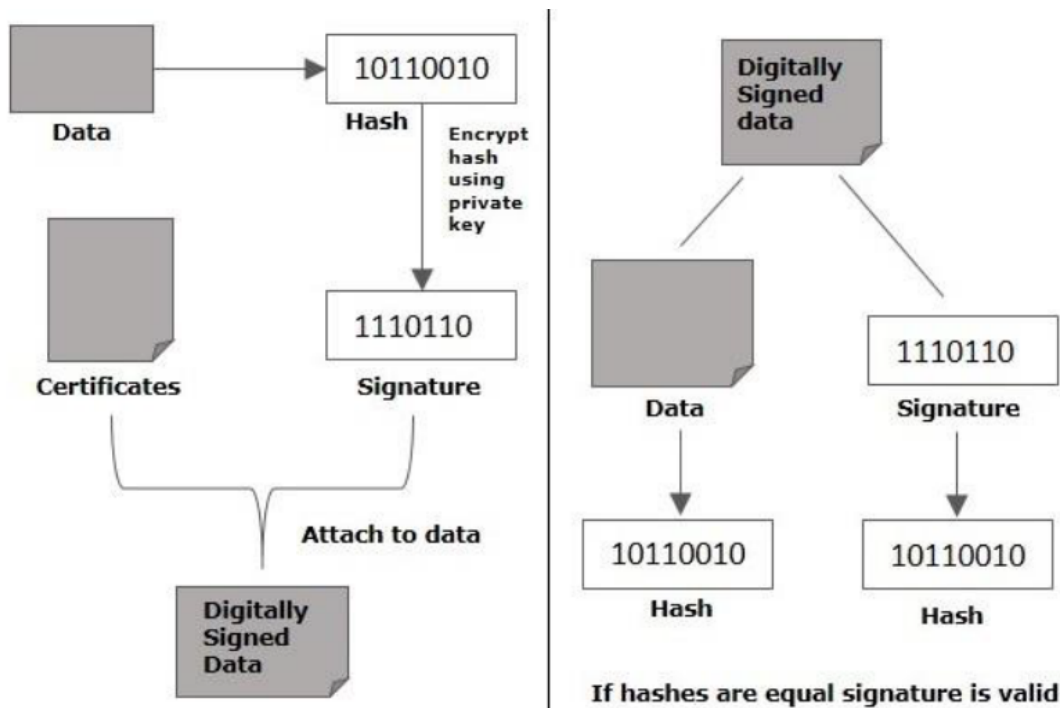 10110010
Data
Hash
Encrypt
hash
using
private
key
1110110
Certificates
Signature
Attach to data
Digitally
Signed
Data
Digitally
Signed
data
1110110
Data
Signature
10110010
10110010
Hash
Hash
If hashes are equal signature is valid